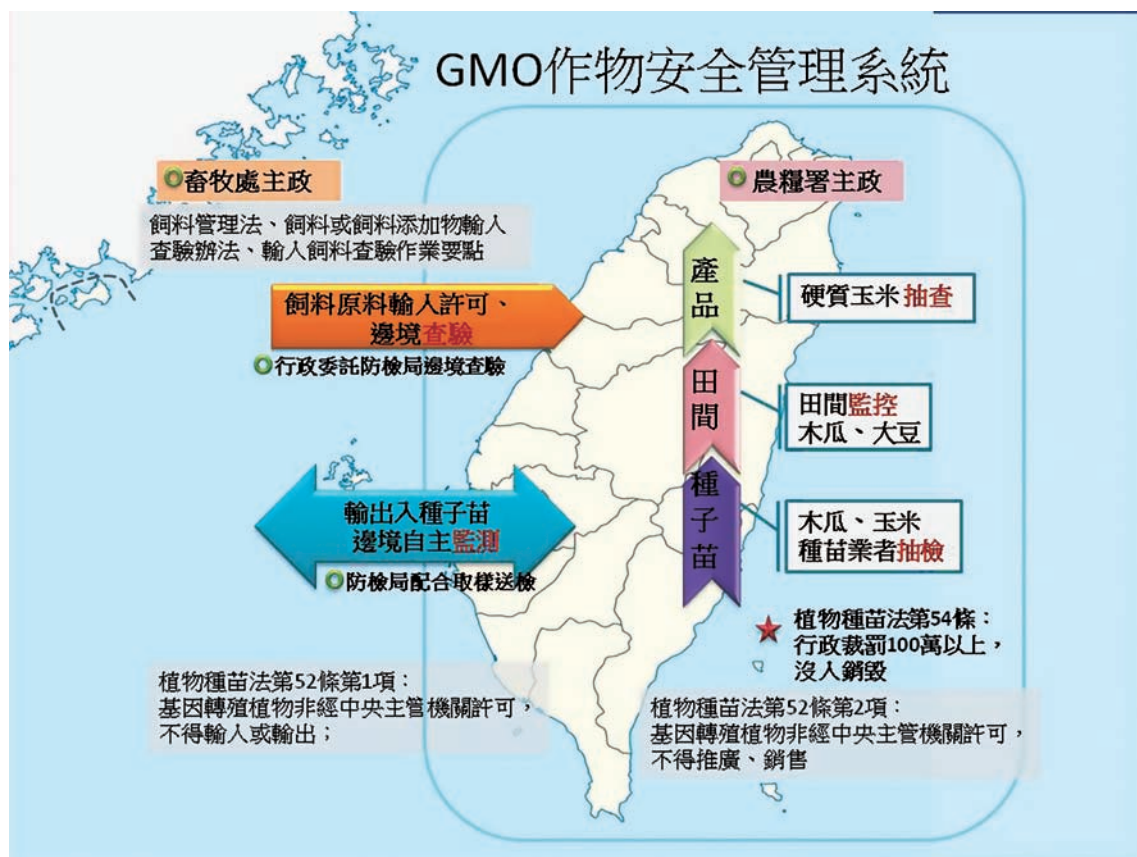 GMO作物安全管理系統
畜牧處主政
飼料管理法、飼料或飼料添加物輸入
查驗辦法、輸入飼料查驗作業要點
飼料原料輸入許可、
邊境查驗
行政委託防檢局邊境查驗
輸出入種子苗
邊境自主監測
防檢局配合取樣送檢
植物種苗法第52條第1項：
基因轉殖植物非經中央主管機關許可，
不得輸入或輸出；
農糧署主政
產品
田間
種子苗
硬質玉米抽查
田間監控
木瓜、大豆
木瓜、玉米
種苗業者抽檢
植物種苗法第54條：
行政裁罰100萬以上，
沒入銷毀
植物種苗法第52條第2項：
基因轉殖植物非經中央主管機關許可，
不得推廣、銷售